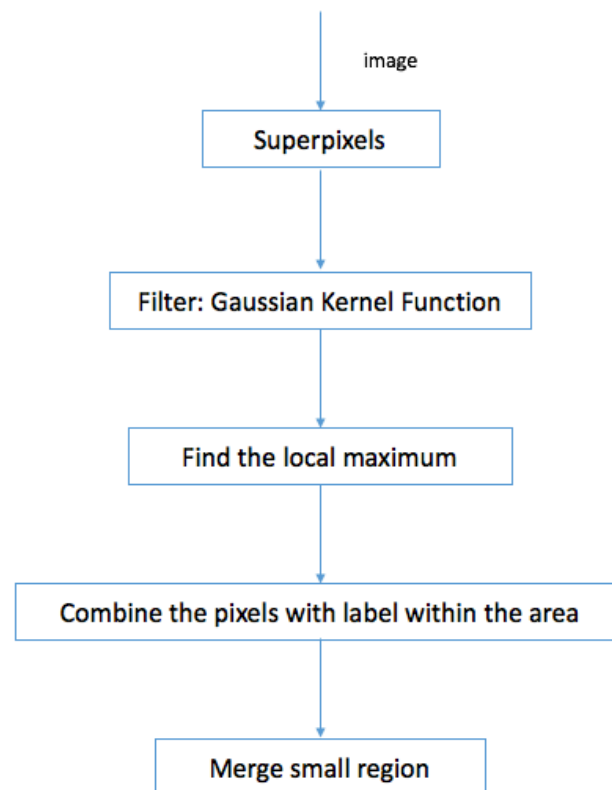 image
Superpixels
Filter: Gaussian Kernel Function
Find the local maximum
Combine the pixels with label within the area
Merge small region